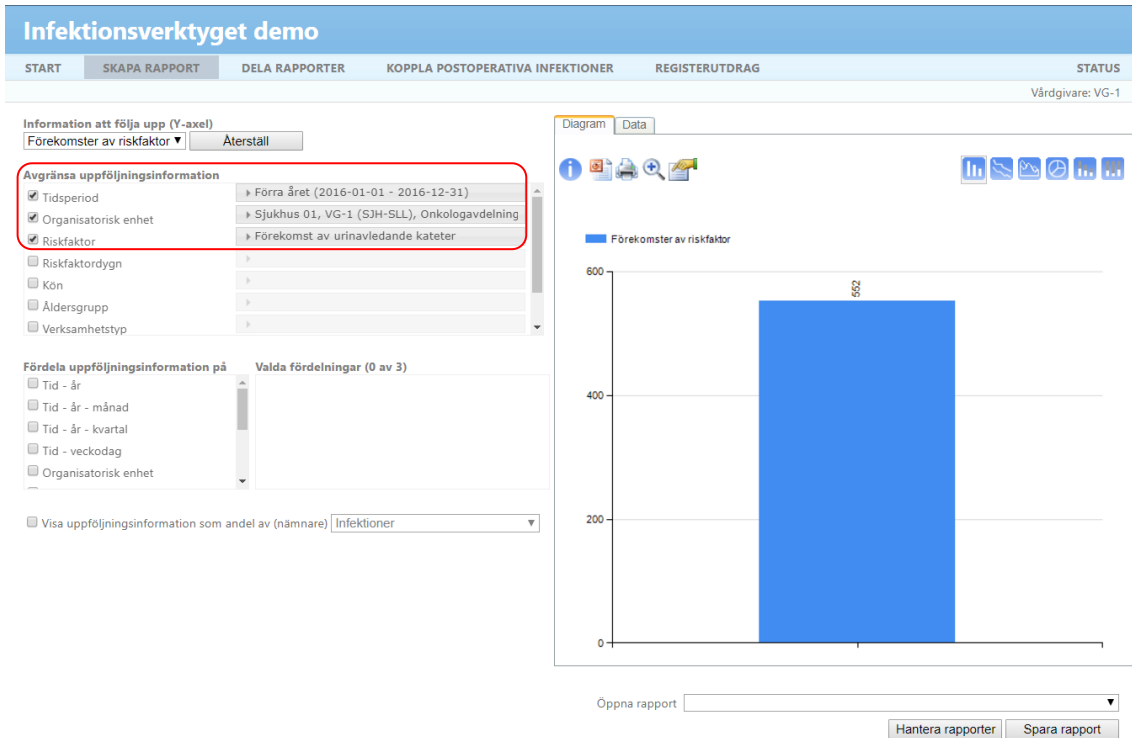 Infektionsverktyget demo
START SKAPA RAPPORT DELA RAPPORTER KOPPLA POSTOPERATIVA INFEKTIONER REGISTERUTDRAG STATUS
Vårdgivare: VG-1
Information att följa upp (Y-axel)
Förekomster av riskfaktor Återställ
Avgränsa uppföljningsinformation
Tidsperiod Förra året (2016-01-01 - 2016-12-31)
Organisatorisk enhet Sjukhus 01, VG-1 (SJH-SLL), Onkologavdelning
Riskfaktor Förekomst av urinavledande kateter
Riskfaktordygn
Kön
Åldersgrupp
Verksamhetstyp
Fördela uppföljningsinformation på Valda fördelningar (0 av 3)
Tid - år
Tid - år - månad
Tid - år - kvartal
Tid - veckodag
Organisatorisk enhet
Visa uppföljningsinformation som andel av (nämnare) Infektioner
Diagram Data
Förekomster av riskfaktor
600
552
400
200
0
Öppna rapport
Hantera rapporter Spara rapport